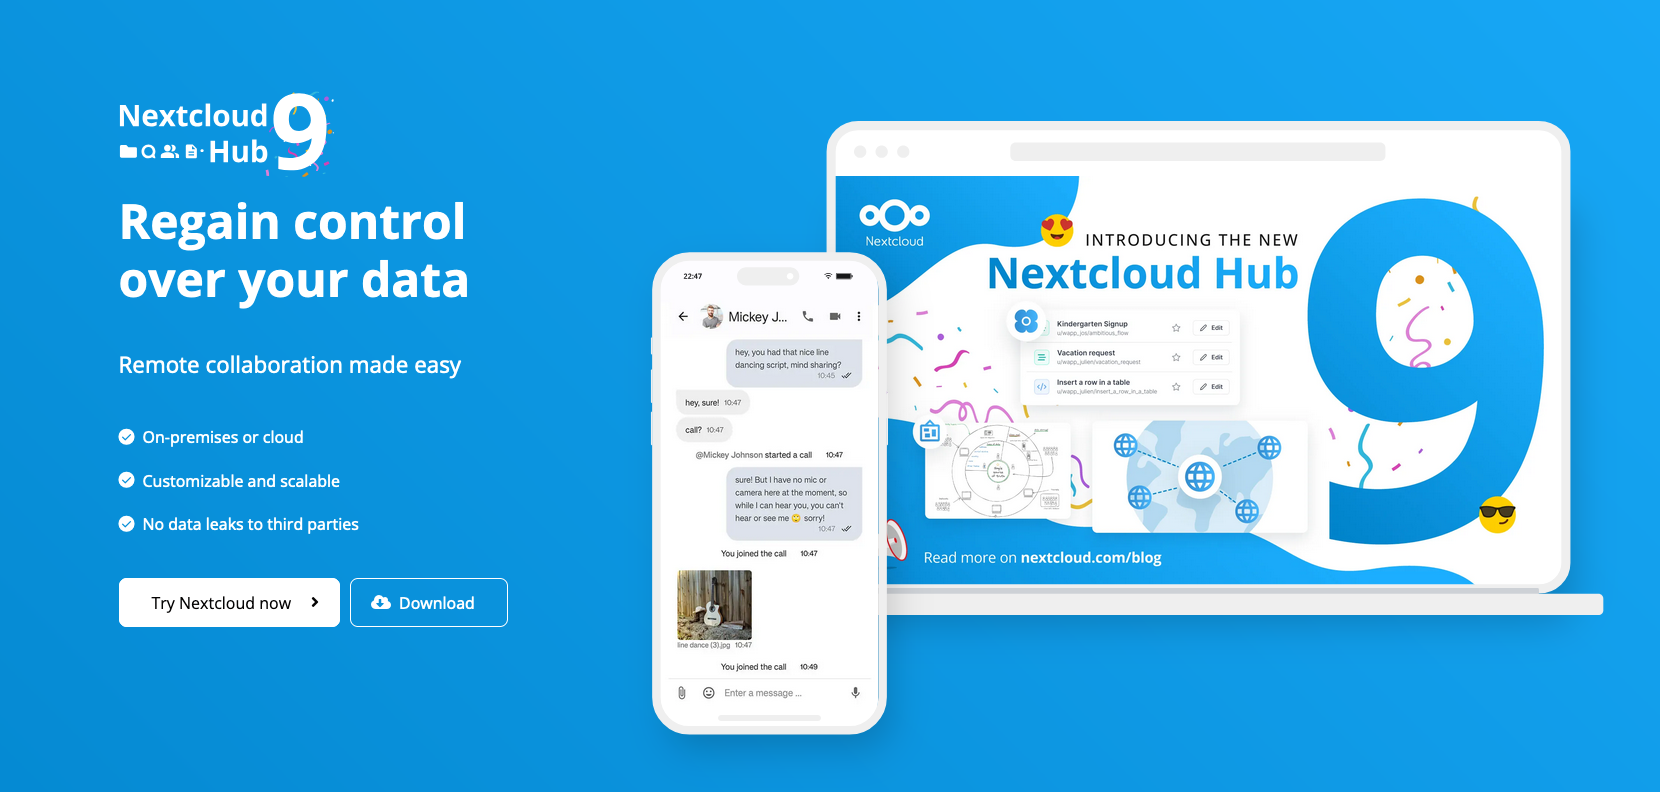 Nextcloud
Hub
9
Regain control
over your data
Remote collaboration made easy
On-premises or cloud
Customizable and scalable
No data leaks to third parties
Try Nextcloud now
Download
22:47
Mickey J...
hey, you had that nice line
dancing script, mind sharing?
10:45
hey, sure! 10:47
call? 10:47
@Mickey Johnson started a call 10:47
sure! But I have no mic or
camera here at the moment, so
while I can hear you, you can't
hear or see me 🙄 sorry!
10:47
You joined the call 10:47
line dance (3).jpg 10:47
You joined the call 10:49
Enter a message ...
Nextcloud
INTRODUCING THE NEW
Nextcloud Hub
9
Kindergarten Signup
u/wapp_jos/ambitious_flow
Edit
Vacation request
u/wapp_julien/vacation_request
Edit
Insert a row in a table
u/wapp_julien/insert_a_row_in_a_table
Edit
Read more on nextcloud.com/blog